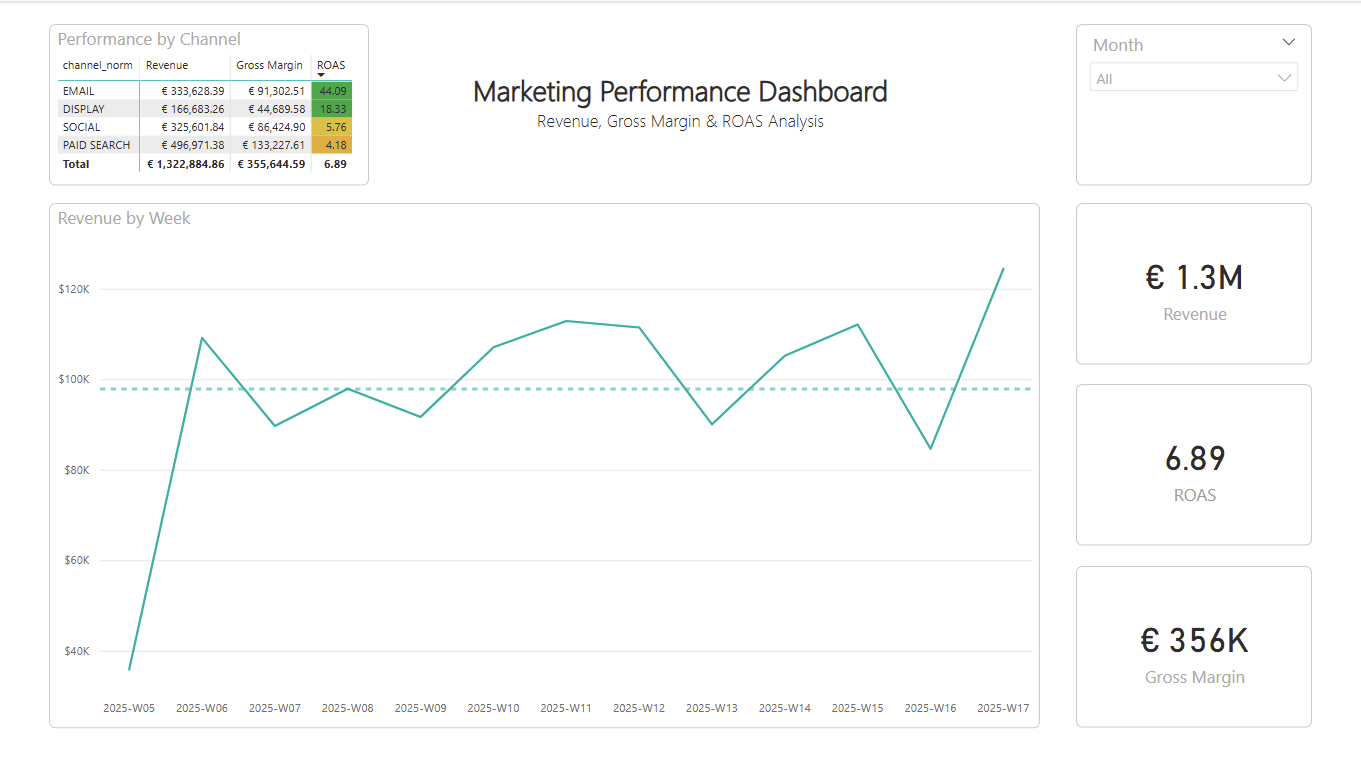 Performance by Channel
channel_norm Revenue Gross Margin ROAS
EMAIL € 333,628.39 € 91,302.51 44.09
DISPLAY € 166,683.26 € 44,689.58 18.33
SOCIAL € 325,601.84 € 86,424.90 5.76
PAID SEARCH € 496,971.38 € 133,227.61 4.18
Total € 1,322,884.86 € 355,644.59 6.89
Marketing Performance Dashboard
Revenue, Gross Margin & ROAS Analysis
Month
All
Revenue by Week
$120K
$100K
$80K
$60K
$40K
2025-W05 2025-W06 2025-W07 2025-W08 2025-W09 2025-W10 2025-W11 2025-W12 2025-W13 2025-W14 2025-W15 2025-W16 2025-W17
€ 1.3M
Revenue
6.89
ROAS
€ 356K
Gross Margin